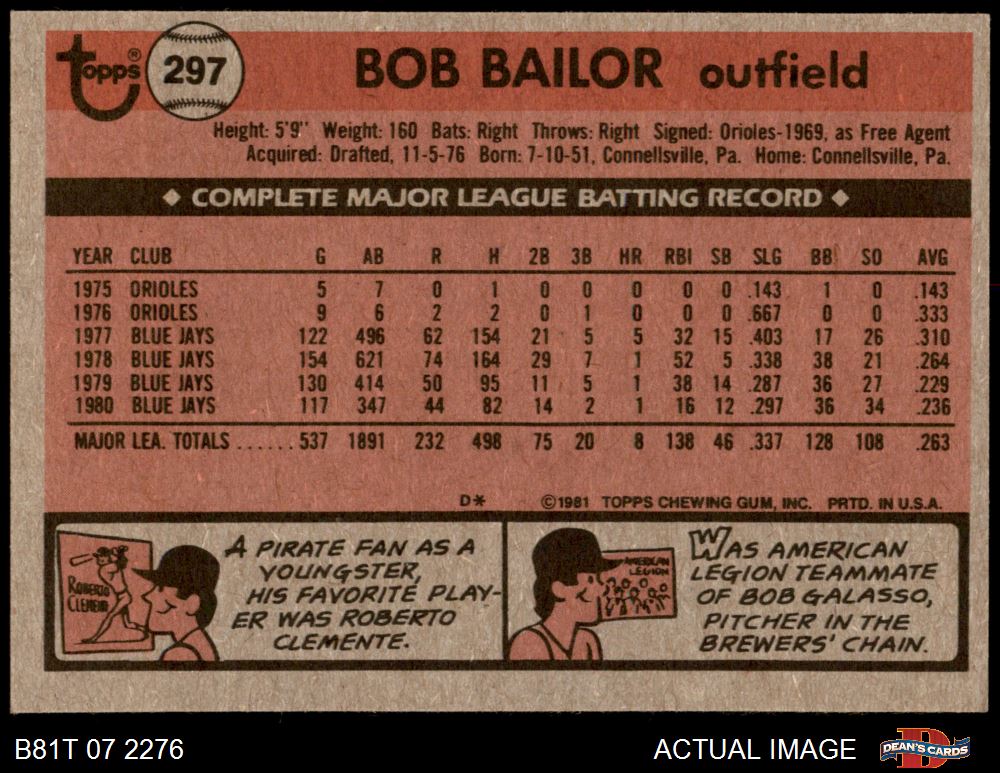 topps® 297 BOB BAILOR outfield
Height: 5'9" Weight: 160 Bats: Right Throws: Right Signed: Orioles-1969, as Free Agent
Acquired: Drafted, 11-5-76 Born: 7-10-51, Connellsville, Pa. Home: Connellsville, Pa.
◆ COMPLETE MAJOR LEAGUE BATTING RECORD ◆
YEAR CLUB G AB R H 2B 3B HR RBI SB SLG BB SO AVG
1975 ORIOLES 5 7 0 1 0 0 0 0 0 .143 1 0 .143
1976 ORIOLES 9 6 2 2 0 1 0 0 0 .667 0 0 .333
1977 BLUE JAYS 122 496 62 154 21 5 5 32 15 .403 17 26 .310
1978 BLUE JAYS 154 621 74 164 29 7 1 52 5 .338 38 21 .264
1979 BLUE JAYS 130 414 50 95 11 5 1 38 14 .287 36 27 .229
1980 BLUE JAYS 117 347 44 82 14 2 1 16 12 .297 36 34 .236
MAJOR LEA. TOTALS ...... 537 1891 232 498 75 20 8 138 46 .337 128 108 .263
D* ©1981 TOPPS CHEWING GUM, INC. PRTD. IN U.S.A.
ROBERTO
CLEMENTE
A PIRATE FAN AS A
YOUNGSTER,
HIS FAVORITE PLAY-
ER WAS ROBERTO
CLEMENTE.
AMERICAN
LEGION
WAS AMERICAN
LEGION TEAMMATE
OF BOB GALASSO,
PITCHER IN THE
BREWERS' CHAIN.
B81T 07 2276 ACTUAL IMAGE DEAN'S CARDS